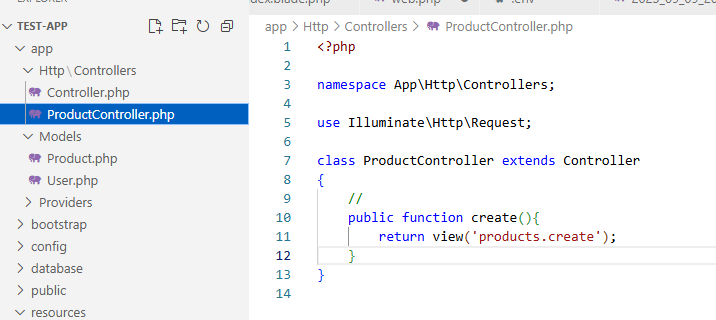 TEST-APP
app
Http\Controllers
Controller.php
ProductController.php
Models
Product.php
User.php
Providers
bootstrap
config
database
public
resources
web.php
.env
app > Http > Controllers > ProductController.php
1 <?php
2
3 namespace App\Http\Controllers;
4
5 use Illuminate\Http\Request;
6
7 class ProductController extends Controller
8 {
9 //
10 public function create(){
11 return view('products.create');
12 }
13 }
14